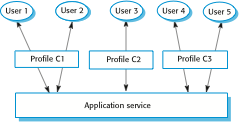 User 1 User 2 User 3 User 4 User 5
Profile C1 Profile C2 Profile C3
Application service